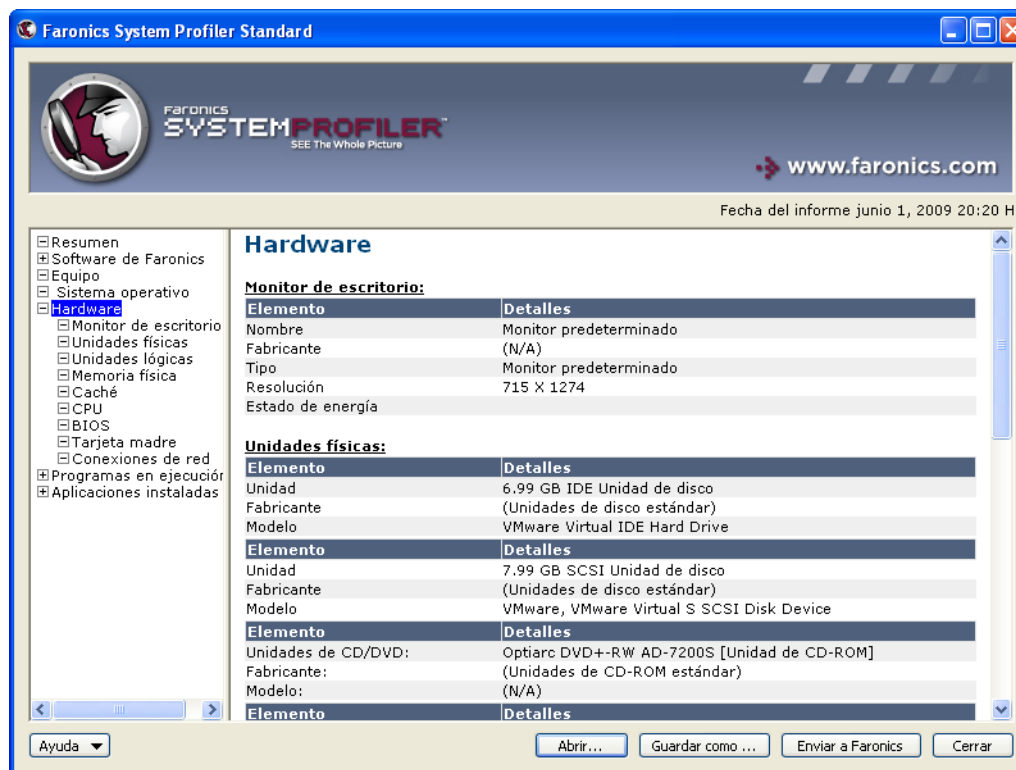 Faronics System Profiler Standard
FARONICS
SYSTEMPROFILER™
SEE The Whole Picture
www.faronics.com
Fecha del informe junio 1, 2009 20:20 H
Resumen
Software de Faronics
Equipo
Sistema operativo
Hardware
Monitor de escritorio
Unidades físicas
Unidades lógicas
Memoria física
Caché
CPU
BIOS
Tarjeta madre
Conexiones de red
Programas en ejecución
Aplicaciones instaladas
Hardware
Monitor de escritorio:
Elemento Detalles
Nombre Monitor predeterminado
Fabricante (N/A)
Tipo Monitor predeterminado
Resolución 715 X 1274
Estado de energía
Unidades físicas:
Elemento Detalles
Unidad 6.99 GB IDE Unidad de disco
Fabricante (Unidades de disco estándar)
Modelo VMware Virtual IDE Hard Drive
Elemento Detalles
Unidad 7.99 GB SCSI Unidad de disco
Fabricante (Unidades de disco estándar)
Modelo VMware, VMware Virtual S SCSI Disk Device
Elemento Detalles
Unidades de CD/DVD: Optiarc DVD+-RW AD-7200S [Unidad de CD-ROM]
Fabricante: (Unidades de CD-ROM estándar)
Modelo: (N/A)
Elemento Detalles
Ayuda
Abrir...
Guardar como ...
Enviar a Faronics
Cerrar